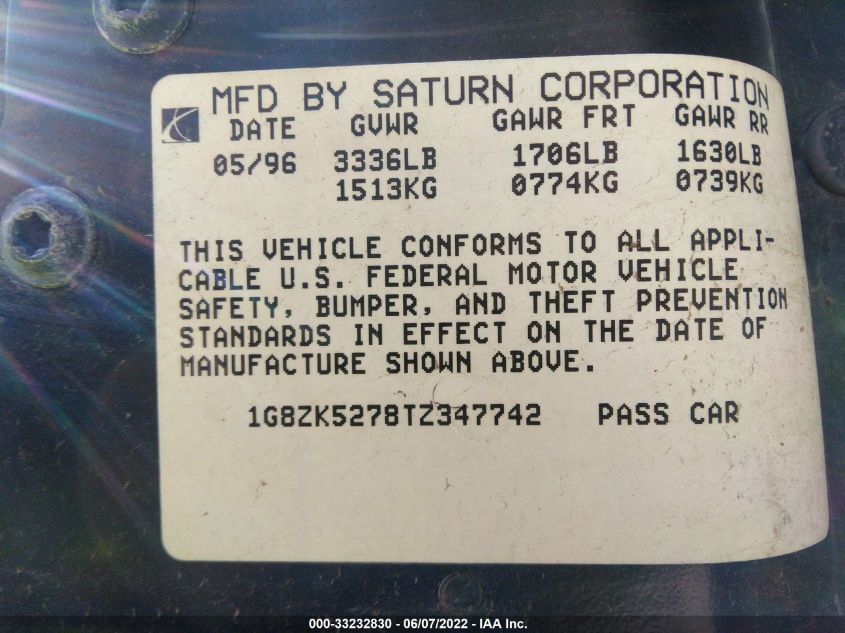 MFD BY SATURN CORPORATION
DATE GVWR GAWR FRT GAWR RR
05/96 3336LB 1706LB 1630LB
1513KG 0774KG 0739KG
THIS VEHICLE CONFORMS TO ALL APPLI-
CABLE U.S. FEDERAL MOTOR VEHICLE
SAFETY, BUMPER, AND THEFT PREVENTION
STANDARDS IN EFFECT ON THE DATE OF
MANUFACTURE SHOWN ABOVE.
1G8ZK5278TZ347742 PASS CAR
000-33232830 - 06/07/2022 - IAA Inc.